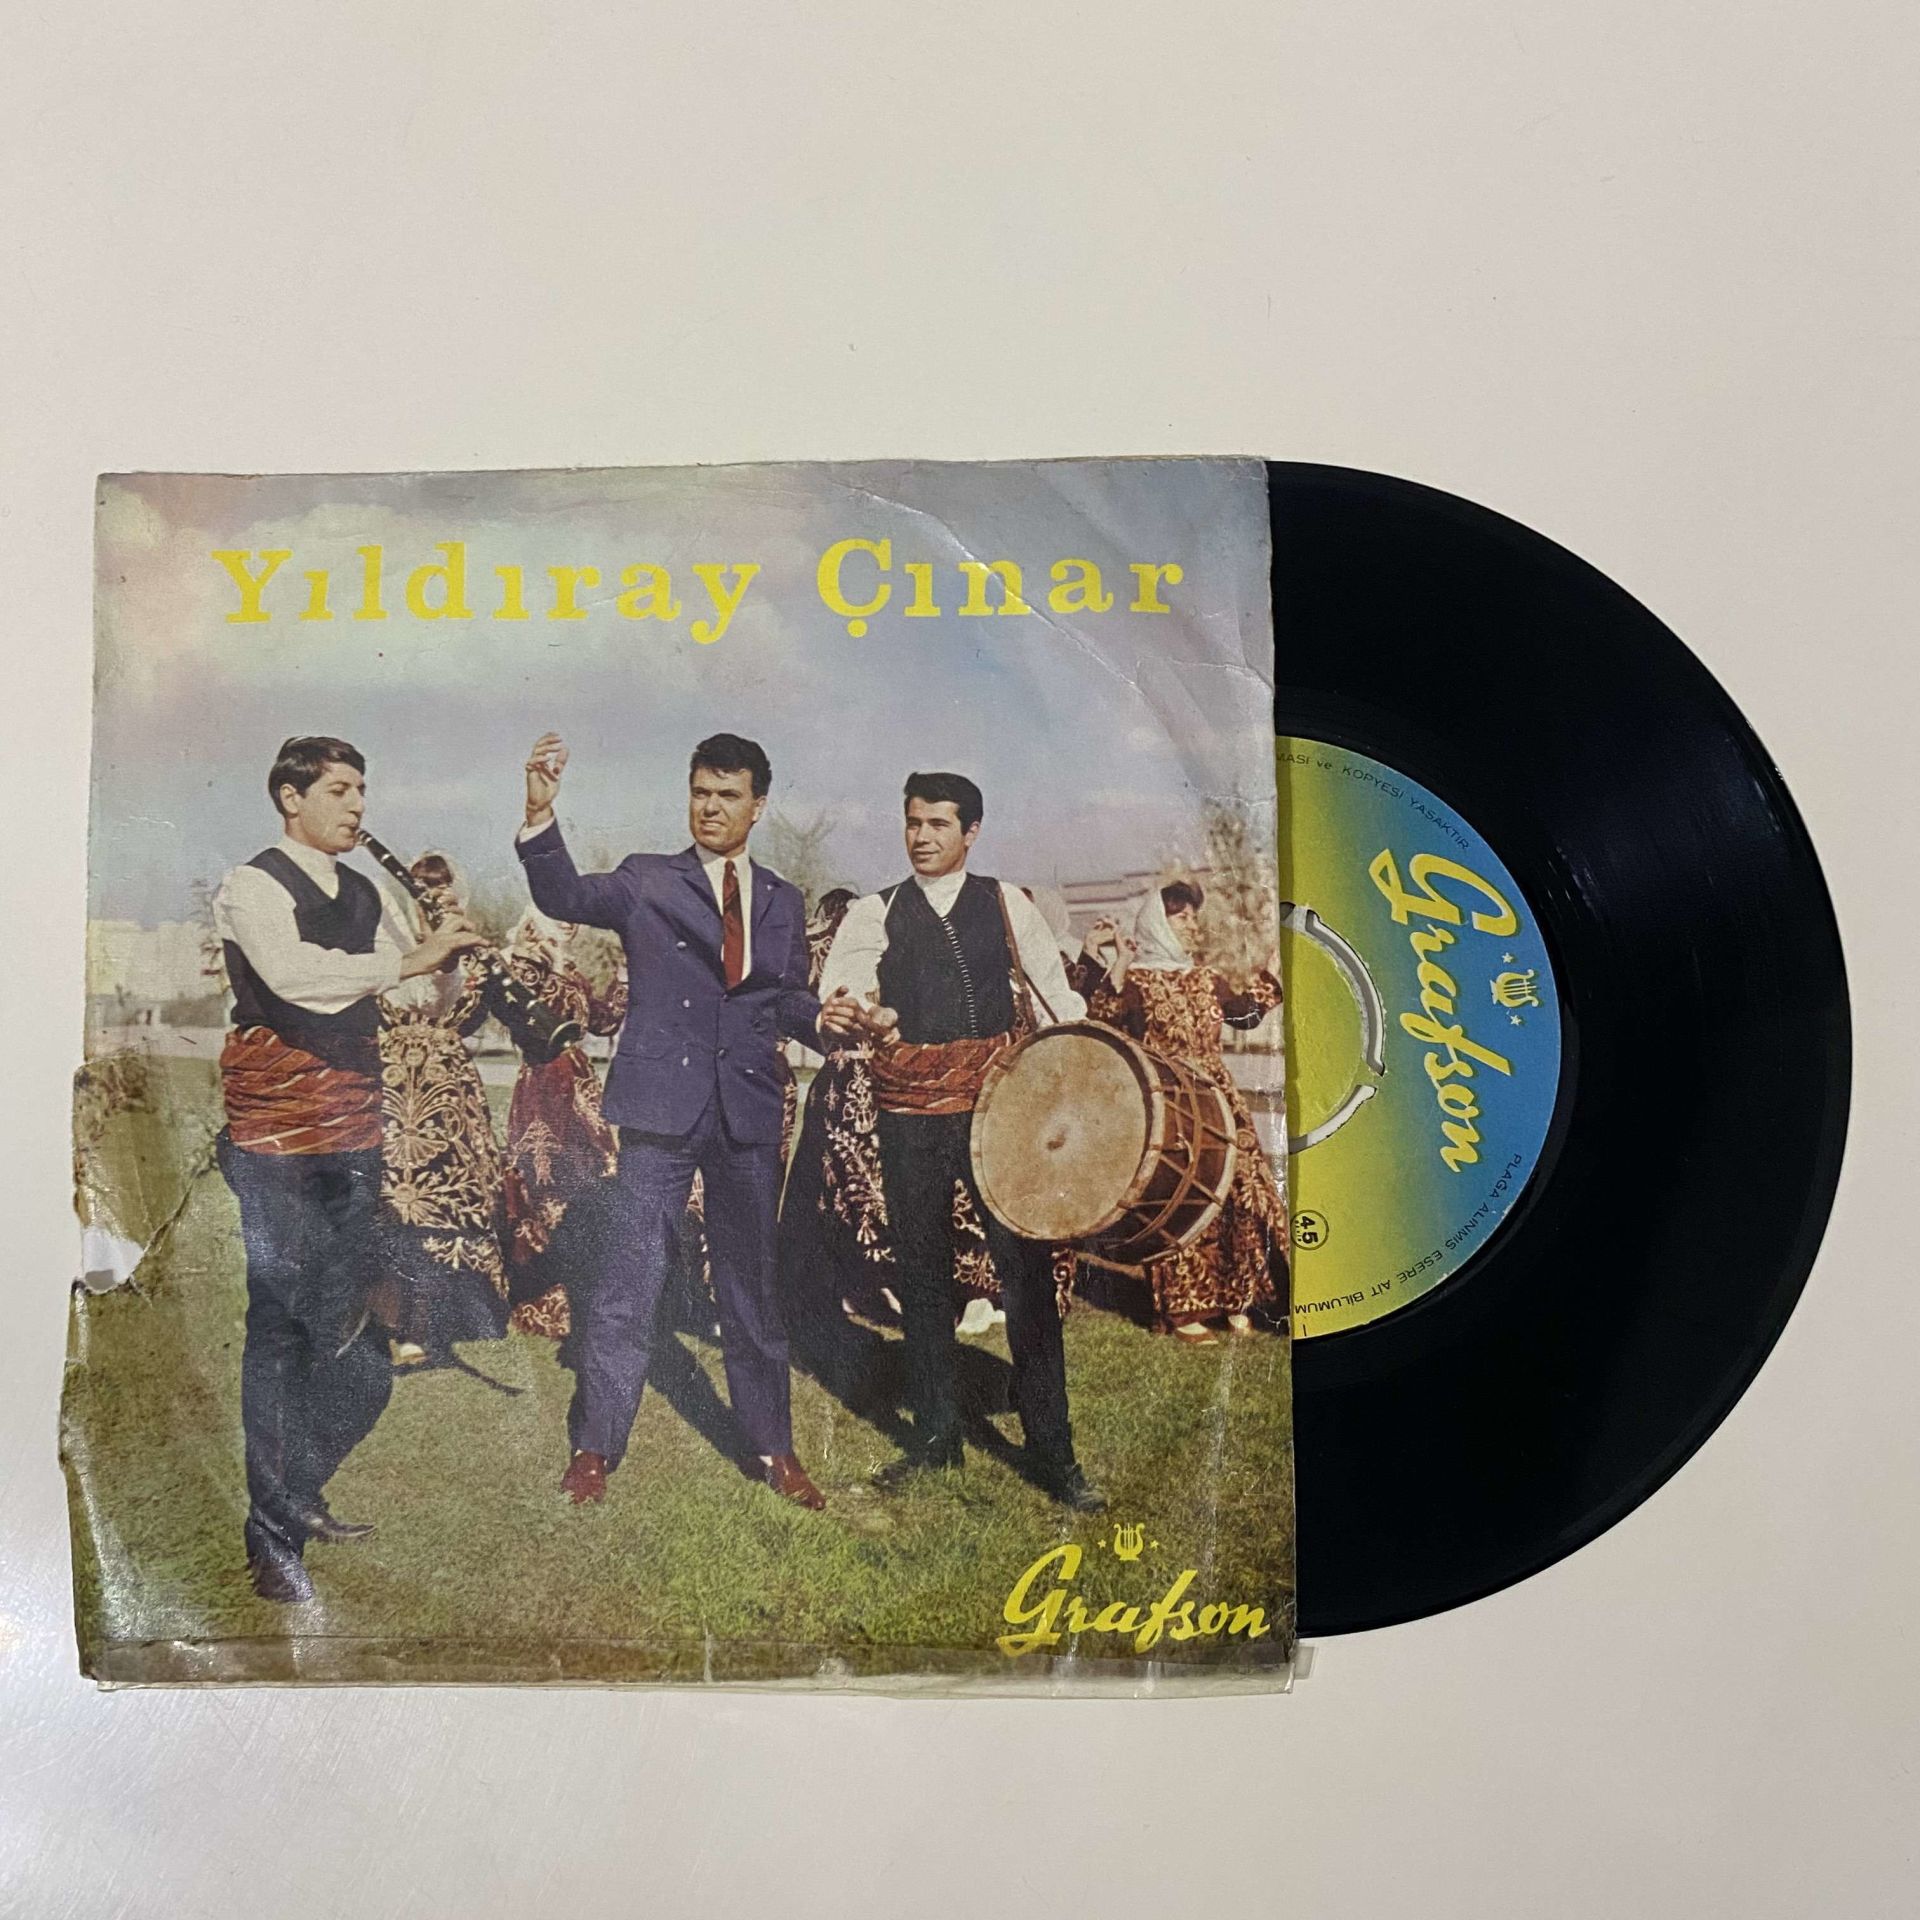 Yıldıray Çınar
Grafson
MASI ve KOPYESİ YASAKTIR.
Grafson
PLAĞA ALINMIŞ ESERE AİT BİLUMUM
45